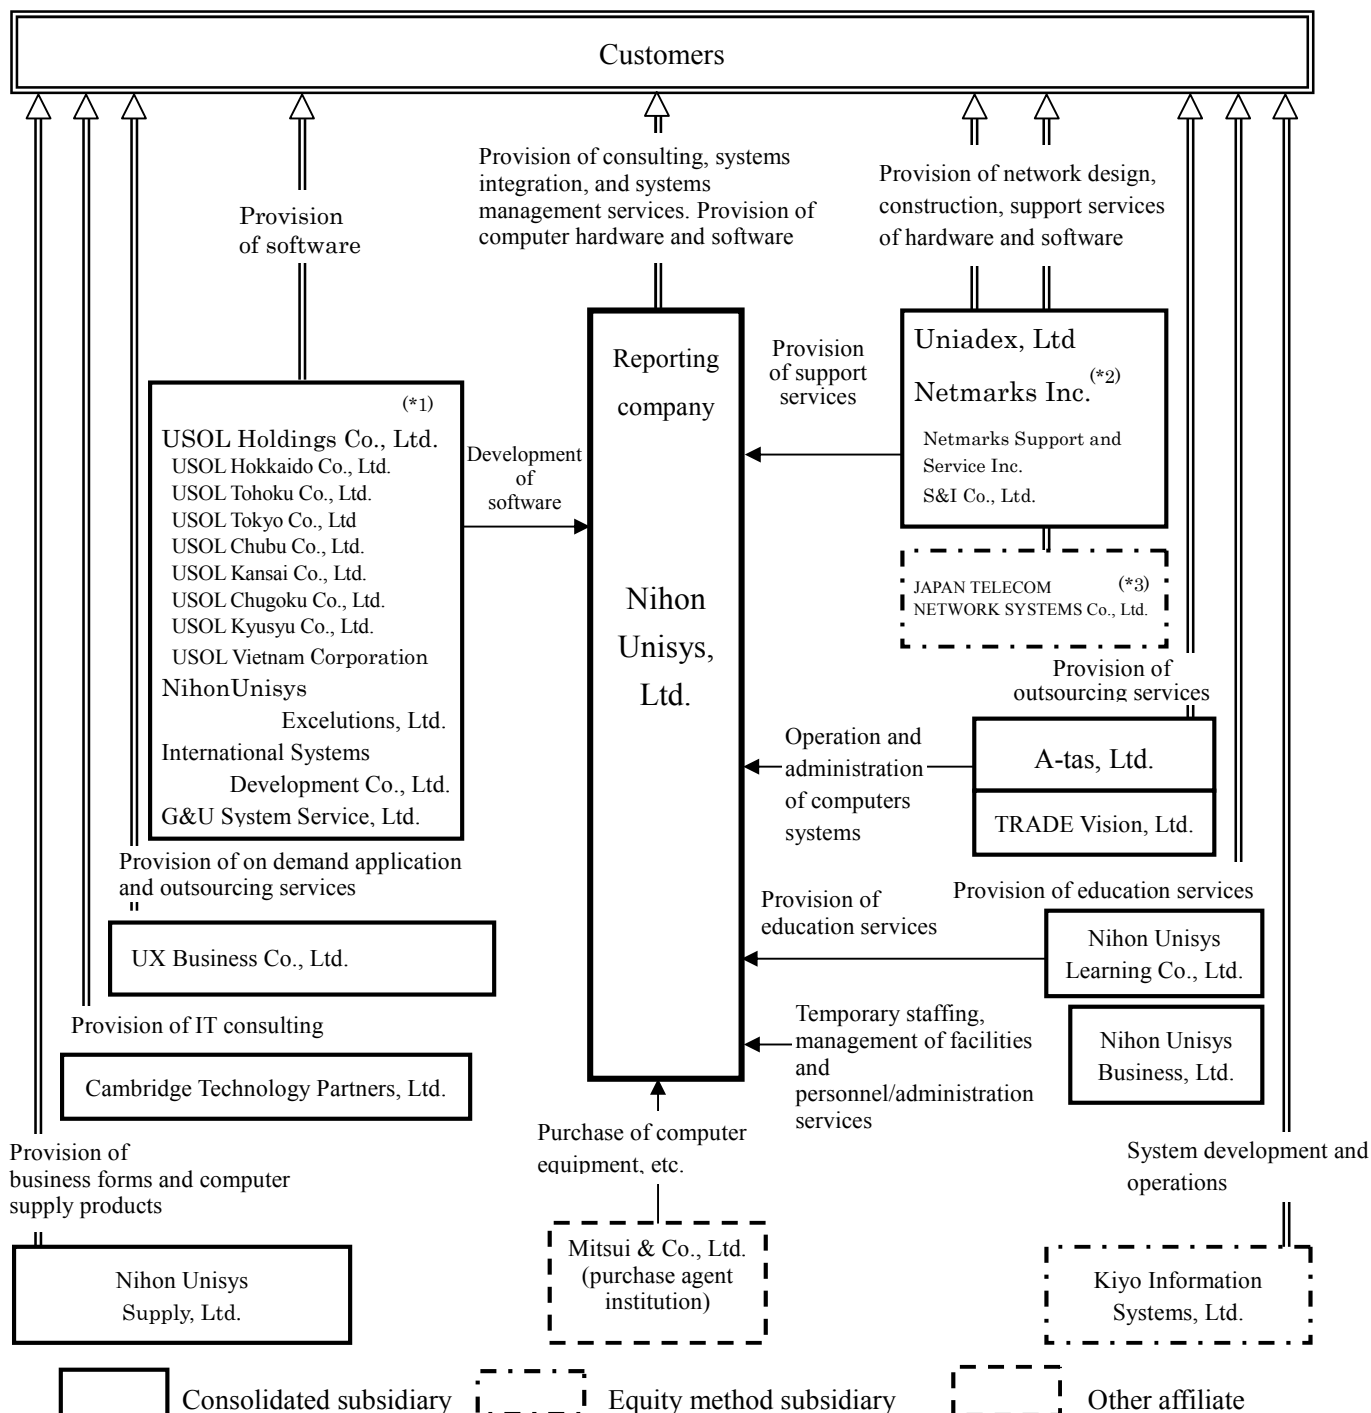 Customers
Provision of consulting, systems
integration, and systems
management services. Provision of
computer hardware and software
Provision of network design,
construction, support services
of hardware and software
Provision
of software
Uniadex, Ltd
Netmarks Inc.(*2)
Netmarks Support and
Service Inc.
S&I Co., Ltd.
Reporting
company
Nihon
Unisys,
Ltd.
Provision
of support
services
(*1)
USOL Holdings Co., Ltd.
USOL Hokkaido Co., Ltd.
USOL Tohoku Co., Ltd.
USOL Tokyo Co., Ltd
USOL Chubu Co., Ltd.
USOL Kansai Co., Ltd.
USOL Chugoku Co., Ltd.
USOL Kyusyu Co., Ltd.
USOL Vietnam Corporation
NihonUnisys
Excelutions, Ltd.
International Systems
Development Co., Ltd.
G&U System Service, Ltd.
Development
of
software
JAPAN TELECOM (*3)
NETWORK SYSTEMS Co., Ltd.
Provision of
outsourcing services
A-tas, Ltd.
TRADE Vision, Ltd.
Operation and
administration
of computers
systems
Provision of on demand application
and outsourcing services
UX Business Co., Ltd.
Provision of education services
Provision of
education services
Nihon Unisys
Learning Co., Ltd.
Provision of IT consulting
Cambridge Technology Partners, Ltd.
Temporary staffing,
management of facilities
and
personnel/administration
services
Nihon Unisys
Business, Ltd.
Provision of
business forms and computer
supply products
Purchase of computer
equipment, etc.
System development and
operations
Nihon Unisys
Supply, Ltd.
Mitsui & Co., Ltd.
(purchase agent
institution)
Kiyo Information
Systems, Ltd.
Consolidated subsidiary
Equity method subsidiary
Other affiliate